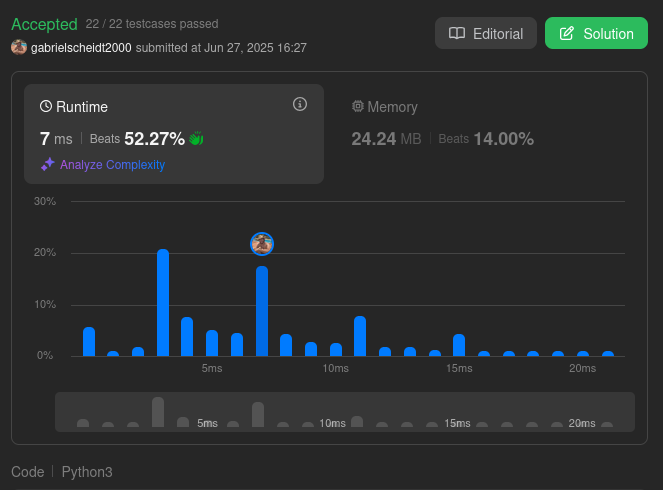 Accepted 22 / 22 testcases passed
gabrielscheidt2000 submitted at Jun 27, 2025 16:27
Editorial
Solution
Runtime
7 ms | Beats 52.27%
Analyze Complexity
Memory
24.24 MB | Beats 14.00%
30%
20%
10%
0%
5ms 10ms 15ms 20ms
5ms 10ms 15ms 20ms
Code | Python3